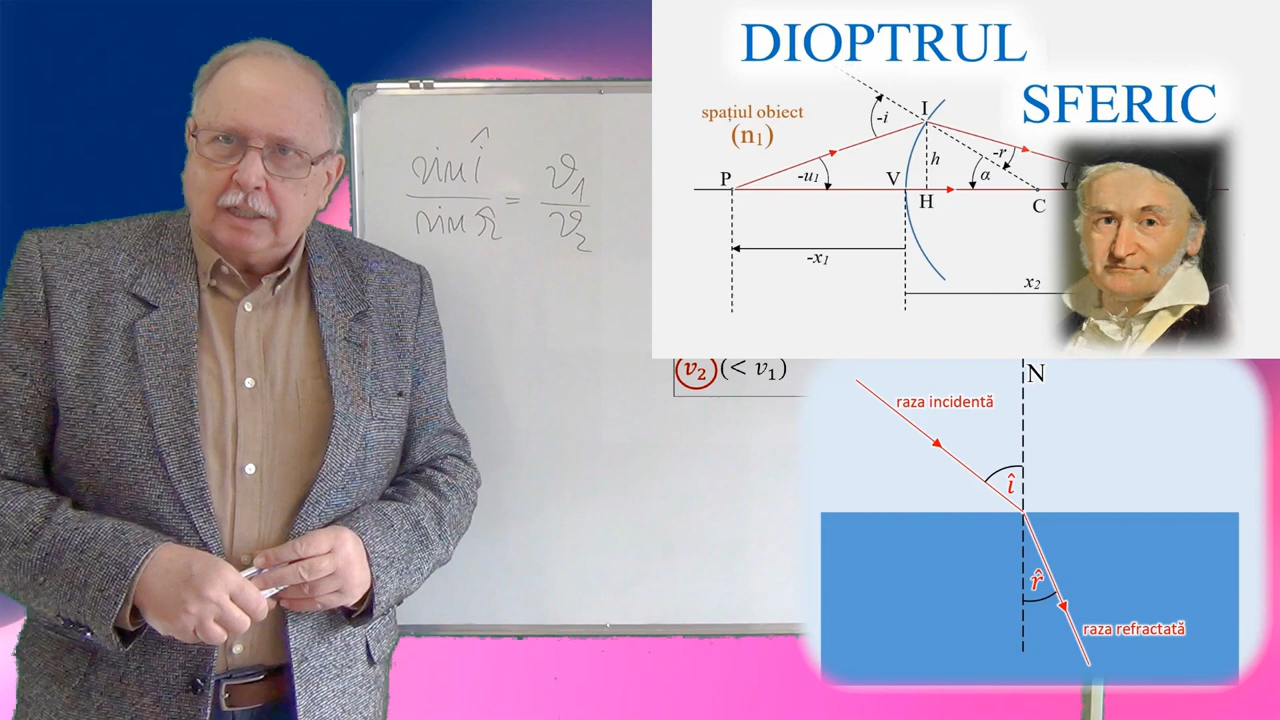 sin î / sin r = v₁ / v₂
DIOPTRUL
SFERIC
spațiul obiect
(n₁)
-i
I
-r
h
α
-u₁
P
V
H
C
-x₁
x₂
v₂ (< v₁)
N
raza incidentă
î
r̂
raza refractată